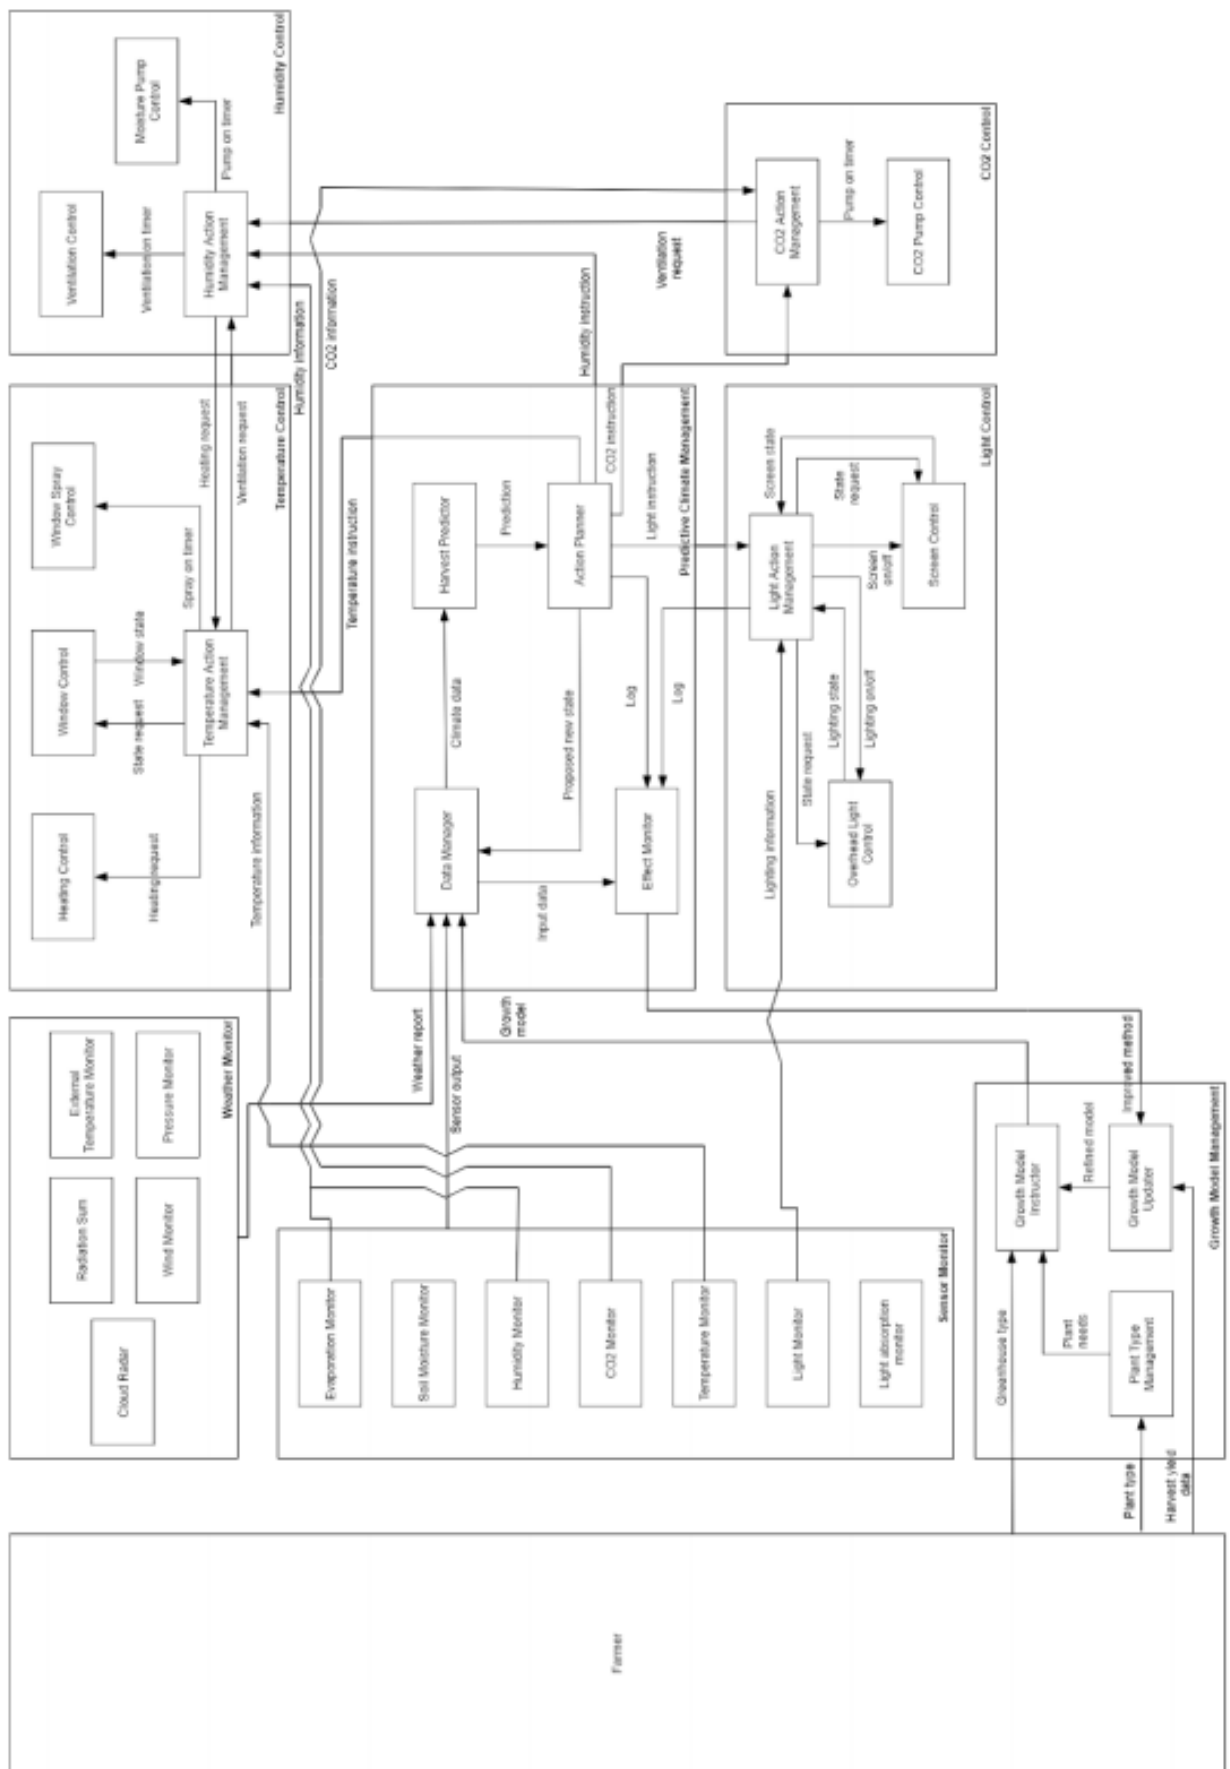 Farmer
Cloud Radar
Radiation Sum
Wind Monitor
External
Temperature Monitor
Pressure Monitor
Weather Monitor
Evaporation Monitor
Soil Moisture Monitor
Humidity Monitor
CO2 Monitor
Temperature Monitor
Light Monitor
Light absorption
monitor
Sensor Monitor
Greenhouse type
Plant type
Harvest yield
data
Plant Type
Management
Plant
needs
Growth Model
Instructor
Refined model
Growth Model
Updater
Growth Model Management
Improved method
Weather report
Sensor output
Growth
model
Heating Control
Heating request
Window Control
State request
Window state
Temperature Action
Management
Window Spray
Control
Spray on timer
Temperature Control
Temperature information
Heating request
Ventilation request
Humidity information
CO2 information
Temperature instruction
Data Manager
Climate data
Harvest Predictor
Prediction
Action Planner
Proposed new state
Input data
Effect Monitor
Log
Log
Light instruction
CO2 instruction
Humidity instruction
Predictive Climate Management
Lighting information
Light Action
Management
State request
Lighting state
Lighting on/off
Overhead Light
Control
Screen state
State
request
Screen
on/off
Screen Control
Light Control
Ventilation Control
Ventilation timer
Humidity Action
Management
Moisture Pump
Control
Pump on timer
Humidity Control
Ventilation
request
CO2 Action
Management
Pump on timer
CO2 Pump Control
CO2 Control